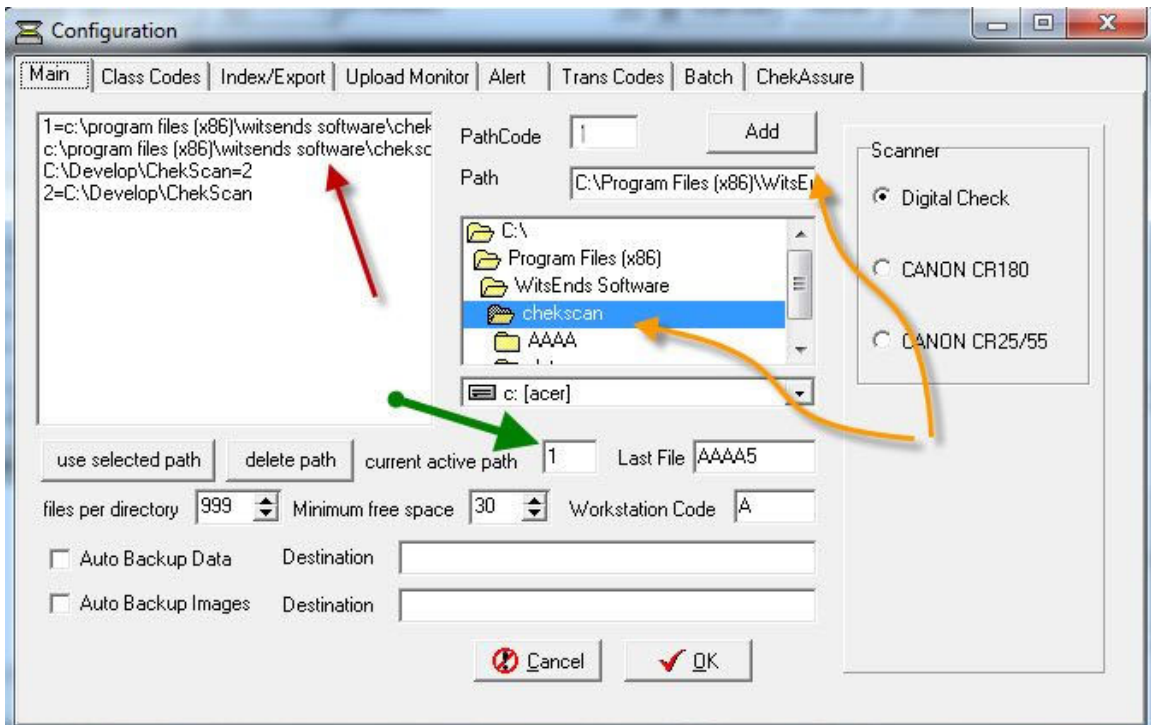 Configuration
Main Class Codes Index/Export Upload Monitor Alert Trans Codes Batch ChekAssure
1=c:\program files (x86)\witsends software\chek
c:\program files (x86)\witsends software\cheksc
C:\Develop\ChekScan=2
2=C:\Develop\ChekScan
PathCode 1 Add
Path C:\Program Files (x86)\WitsE
C:\
Program Files (x86)
WitsEnds Software
chekscan
AAAA
c: [acer]
Scanner
Digital Check
CANON CR180
CANON CR25/55
use selected path delete path current active path 1 Last File AAAA5
files per directory 999 Minimum free space 30 Workstation Code A
Auto Backup Data Destination
Auto Backup Images Destination
Cancel OK